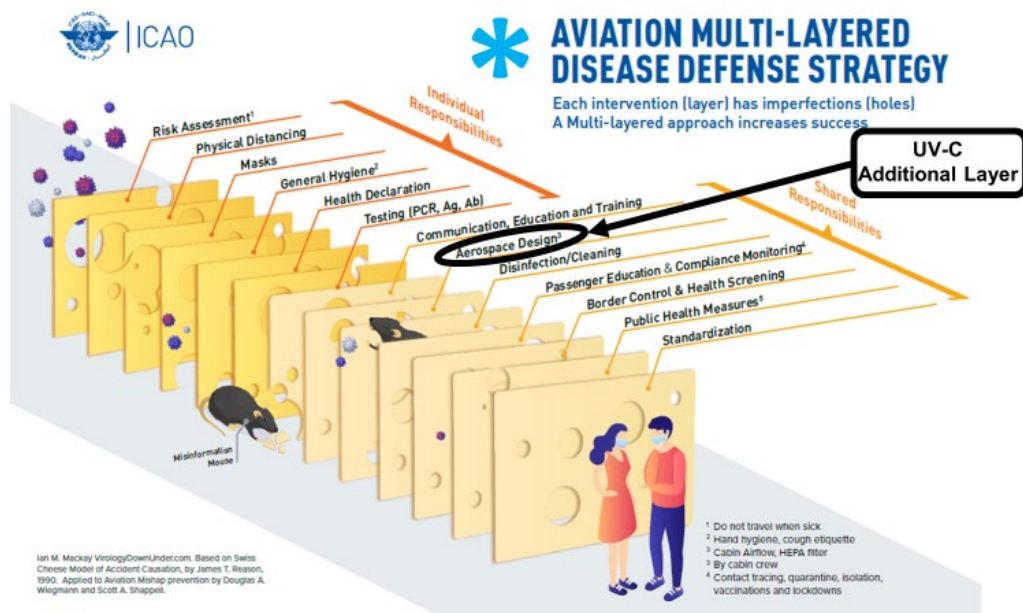 ICAO
AVIATION MULTI-LAYERED
DISEASE DEFENSE STRATEGY
Each intervention (layer) has imperfections (holes)
A Multi-layered approach increases success
UV-C
Additional Layer
Individual
Responsibilities
Shared
Responsibilities
Risk Assessment¹
Physical Distancing
Masks
General Hygiene²
Health Declaration
Testing (PCR, Ag, Ab)
Communication, Education and Training
Aerospace Design³
Disinfection/Cleaning
Passenger Education & Compliance Monitoring⁴
Border Control & Health Screening
Public Health Measures⁵
Standardization
Misinformation
Mouse
Ian M. Mackay VirologyDownUnder.com. Based on Swiss
Cheese Model of Accident Causation, by James T. Reason,
1990. Applied to Aviation Mishap prevention by Douglas A.
Wiegmann and Scott A. Shappell.
¹ Do not travel when sick
² Hand hygiene, cough etiquette
³ Cabin Airflow, HEPA filter
³ By cabin crew
⁴ Contact tracing, quarantine, isolation,
vaccinations and lockdowns